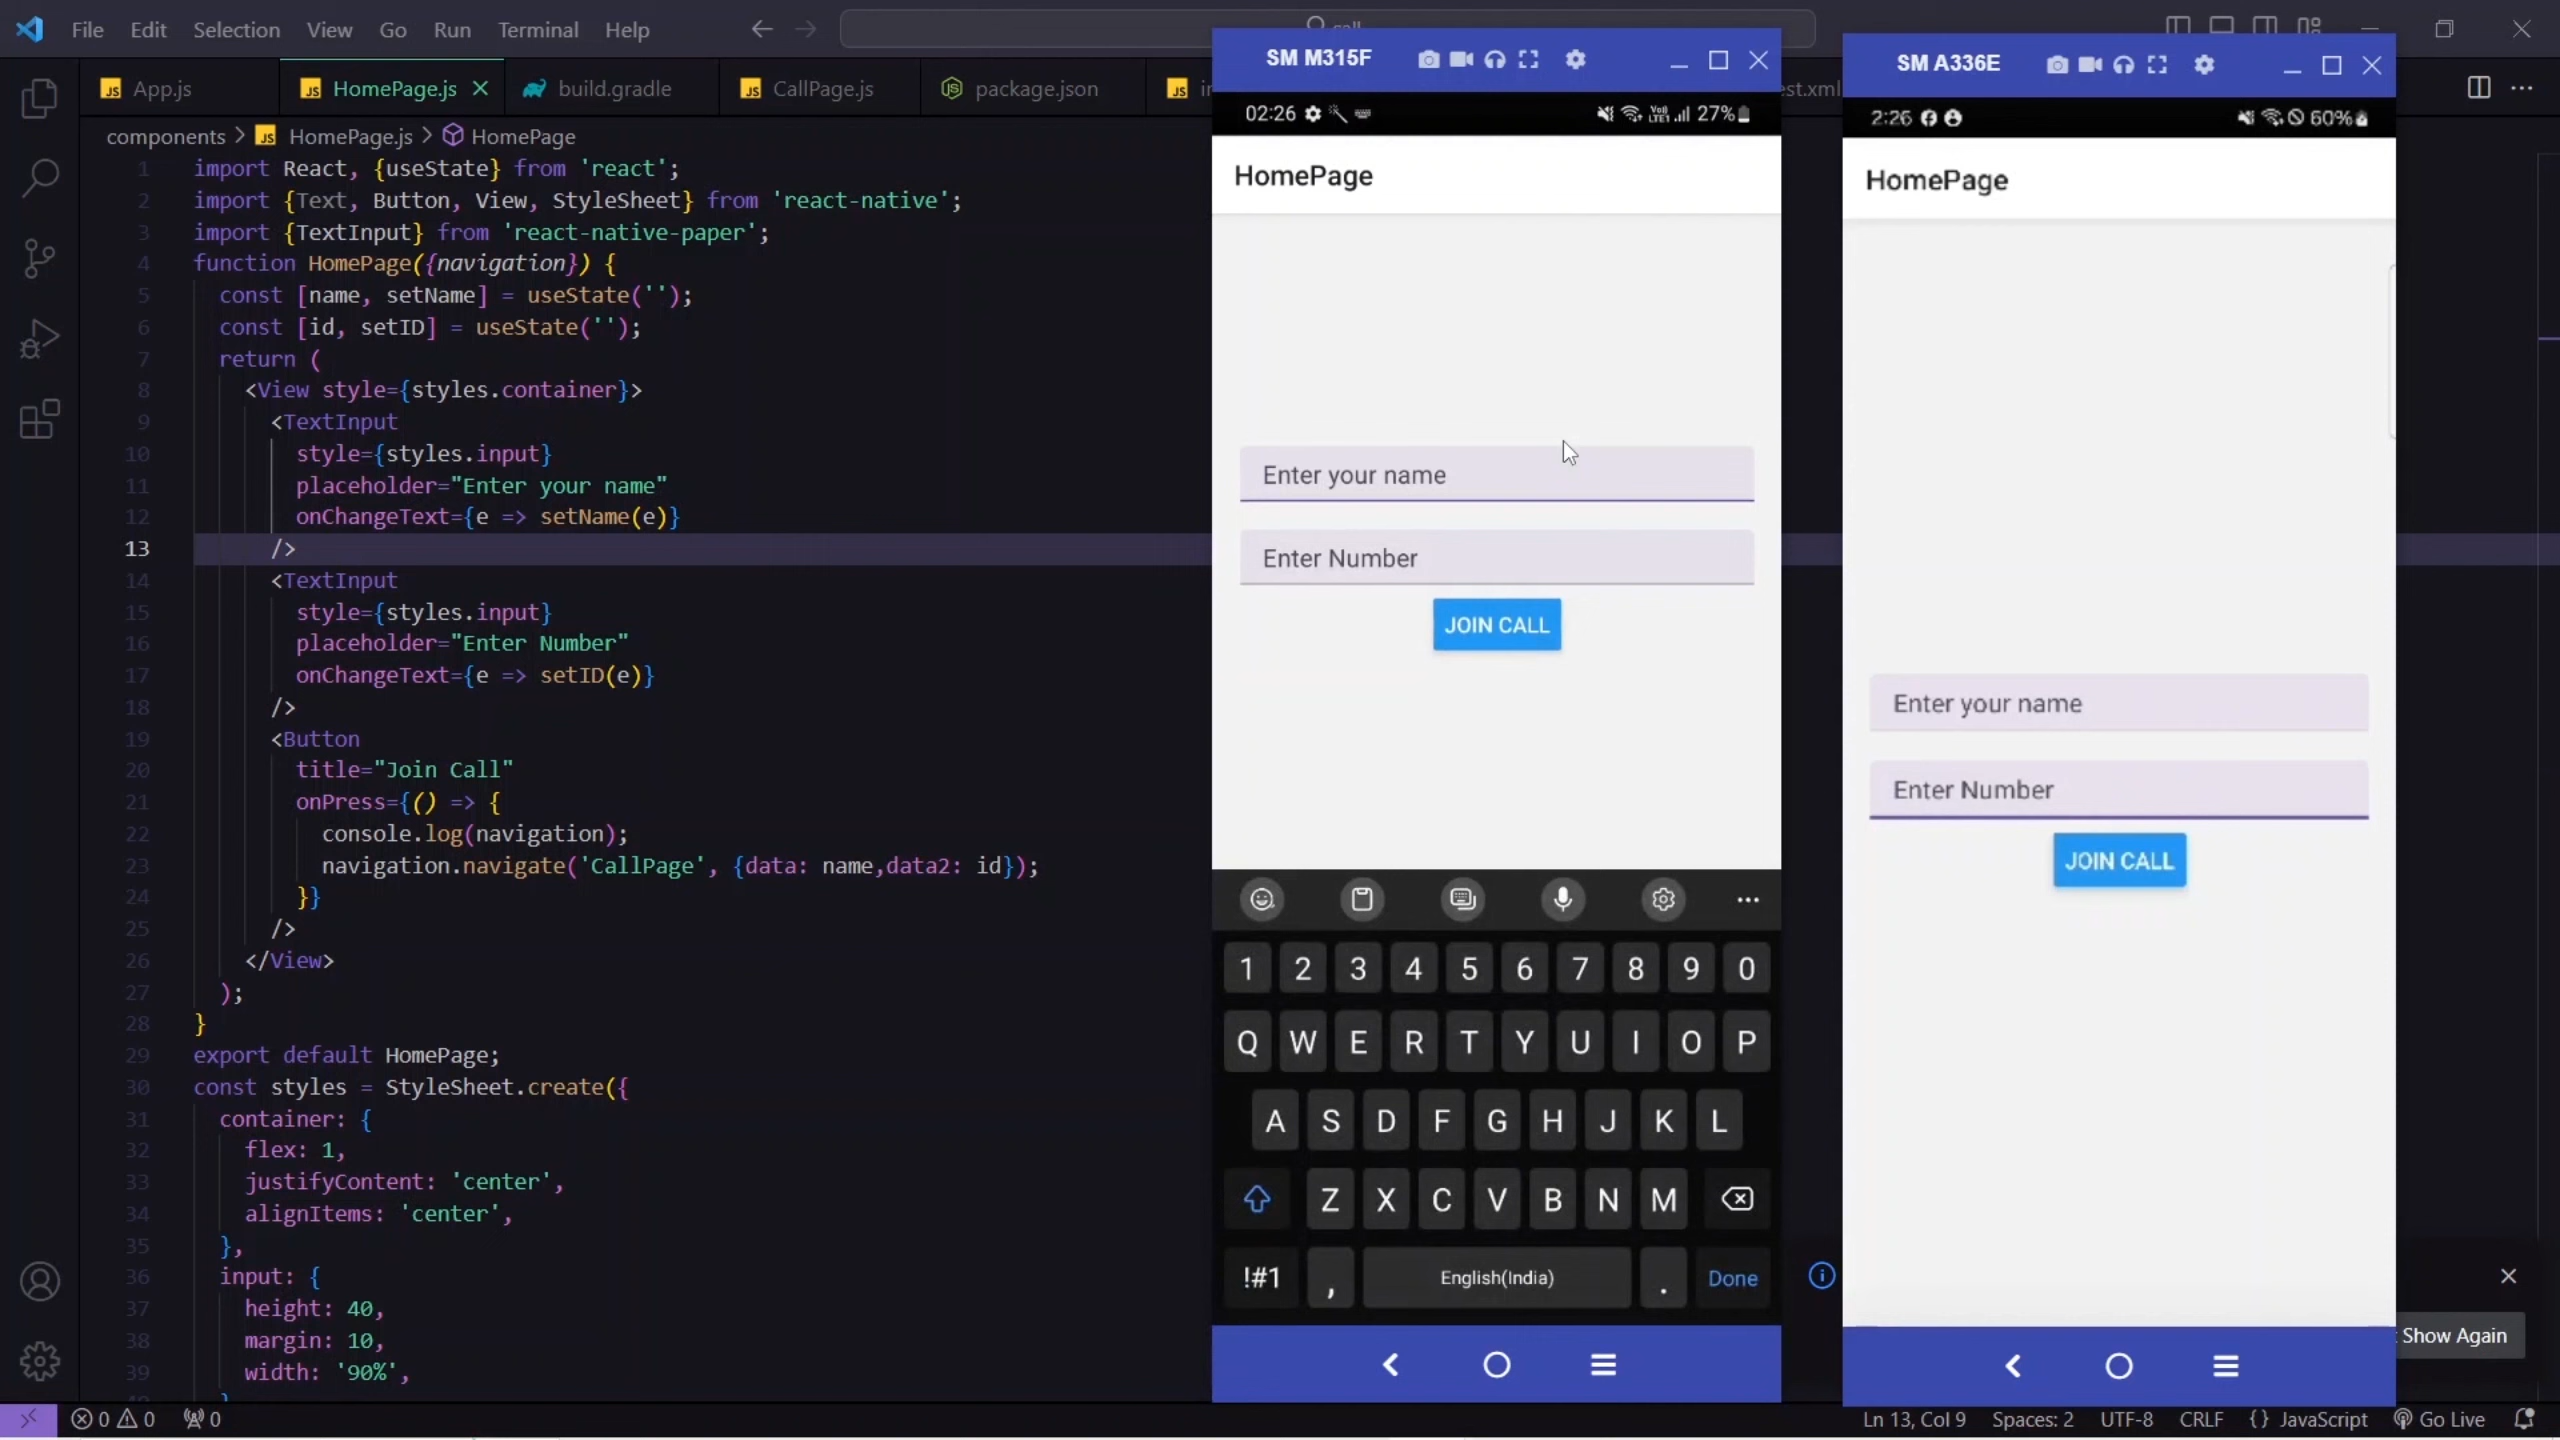 File Edit Selection View Go Run Terminal Help
App.js HomePage.js build.gradle CallPage.js package.json
components > HomePage.js > HomePage
1 import React, {useState} from 'react';
2 import {Text, Button, View, StyleSheet} from 'react-native';
3 import {TextInput} from 'react-native-paper';
4 function HomePage({navigation}) {
5 const [name, setName] = useState('');
6 const [id, setID] = useState('');
7 return (
8 <View style={styles.container}>
9 <TextInput
10 style={styles.input}
11 placeholder="Enter your name"
12 onChangeText={e => setName(e)}
13 />
14 <TextInput
15 style={styles.input}
16 placeholder="Enter Number"
17 onChangeText={e => setID(e)}
18 />
19 <Button
20 title="Join Call"
21 onPress={() => {
22 console.log(navigation);
23 navigation.navigate('CallPage', {data: name,data2: id});
24 }}
25 />
26 </View>
27 );
28 }
29 export default HomePage;
30 const styles = StyleSheet.create({
31 container: {
32 flex: 1,
33 justifyContent: 'center',
34 alignItems: 'center',
35 },
36 input: {
37 height: 40,
38 margin: 10,
39 width: '90%',
SM M315F
02:26 27%
HomePage
Enter your name
Enter Number
JOIN CALL
1 2 3 4 5 6 7 8 9 0
Q W E R T Y U I O P
A S D F G H J K L
Z X C V B N M
!#1 , English(India) . Done
SM A336E
2:26 60%
HomePage
Enter your name
Enter Number
JOIN CALL
Show Again
0 0 0
Ln 13, Col 9 Spaces: 2 UTF-8 CRLF {} JavaScript Go Live